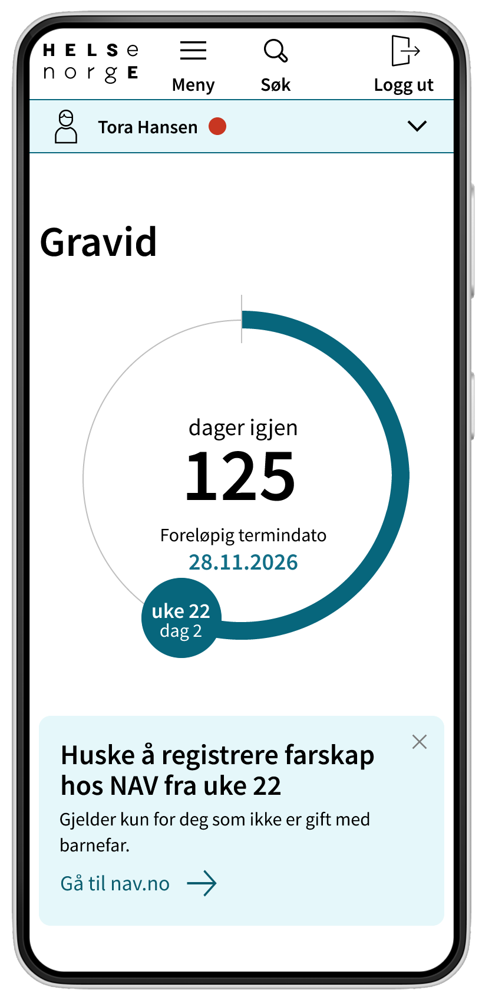 HELSe
norgE
Meny
Søk
Logg ut
Tora Hansen
Gravid
dager igjen
125
Foreløpig termindato
28.11.2026
uke 22
dag 2
Huske å registrere farskap
hos NAV fra uke 22
Gjelder kun for deg som ikke er gift med
barnefar.
Gå til nav.no